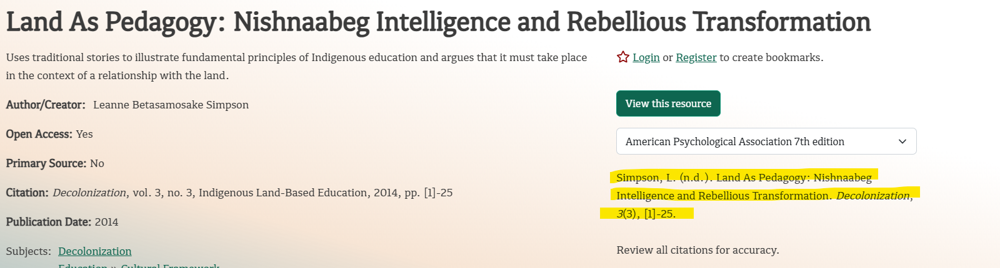 Land As Pedagogy: Nishnaabeg Intelligence and Rebellious Transformation
Uses traditional stories to illustrate fundamental principles of Indigenous education and argues that it must take place
in the context of a relationship with the land.
Author/Creator: Leanne Betasamosake Simpson
Open Access: Yes
Primary Source: No
Citation: Decolonization, vol. 3, no. 3, Indigenous Land-Based Education, 2014, pp. [1]-25
Publication Date: 2014
Subjects: Decolonization
Education » Cultural Framework
Login or Register to create bookmarks.
View this resource
American Psychological Association 7th edition
Simpson, L. (n.d.). Land As Pedagogy: Nishnaabeg
Intelligence and Rebellious Transformation. Decolonization,
3(3), [1]-25.
Review all citations for accuracy.